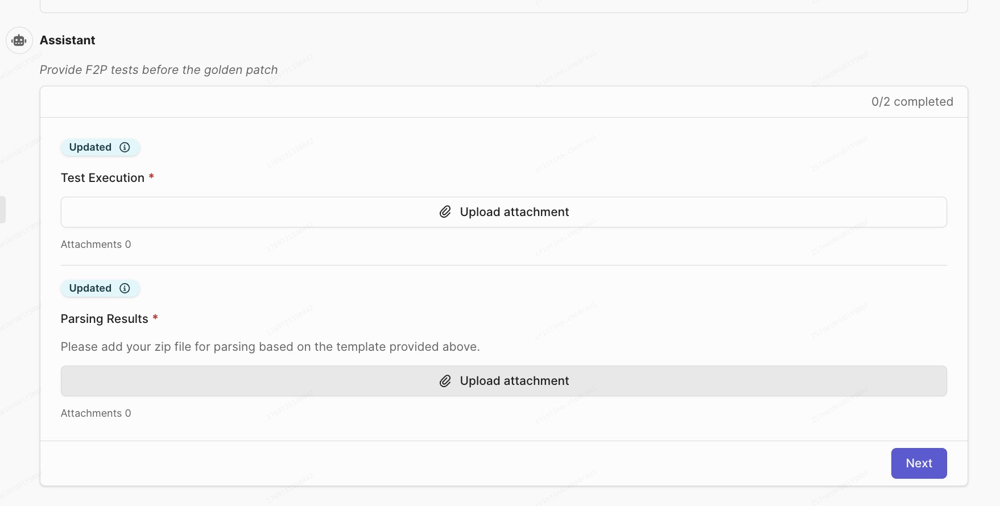 Assistant
Provide F2P tests before the golden patch
0/2 completed
Updated
Test Execution *
Upload attachment
Attachments 0
Updated
Parsing Results *
Please add your zip file for parsing based on the template provided above.
Upload attachment
Attachments 0
Next